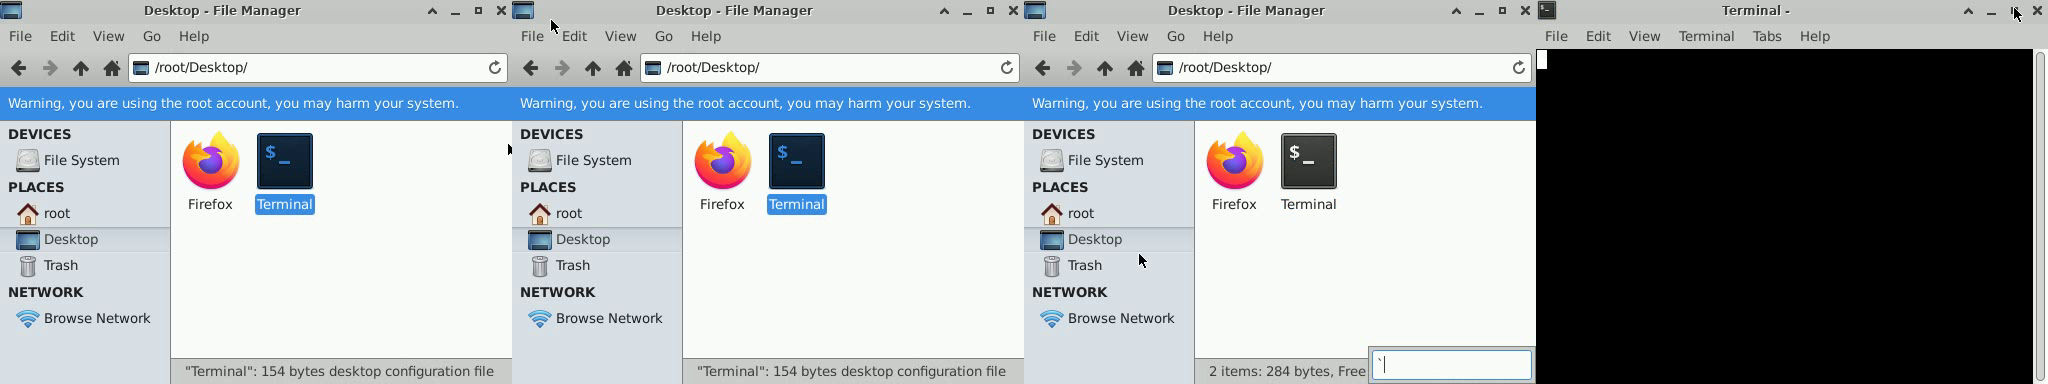 Desktop - File Manager
File Edit View Go Help
/root/Desktop/
Warning, you are using the root account, you may harm your system.
DEVICES
File System
PLACES
root
Desktop
Trash
NETWORK
Browse Network
$_
Firefox
Terminal
"Terminal": 154 bytes desktop configuration file
Desktop - File Manager
File Edit View Go Help
/root/Desktop/
Warning, you are using the root account, you may harm your system.
DEVICES
File System
PLACES
root
Desktop
Trash
NETWORK
Browse Network
$_
Firefox
Terminal
"Terminal": 154 bytes desktop configuration file
Desktop - File Manager
File Edit View Go Help
/root/Desktop/
Warning, you are using the root account, you may harm your system.
DEVICES
File System
PLACES
root
Desktop
Trash
NETWORK
Browse Network
$_
Firefox
Terminal
2 items: 284 bytes, Free
`
$_
Terminal -
File Edit View Terminal Tabs Help